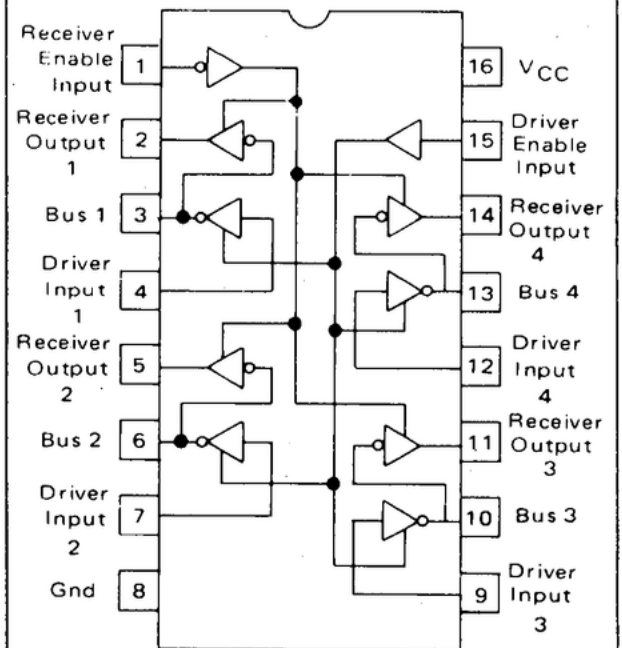 Receiver
Enable
Input
1
Receiver
Output
1
2
Bus 1
3
Driver
Input
1
4
Receiver
Output
2
5
Bus 2
6
Driver
Input
2
7
Gnd
8
16
VCC
15
Driver
Enable
Input
14
Receiver
Output
4
13
Bus 4
12
Driver
Input
4
11
Receiver
Output
3
10
Bus 3
9
Driver
Input
3